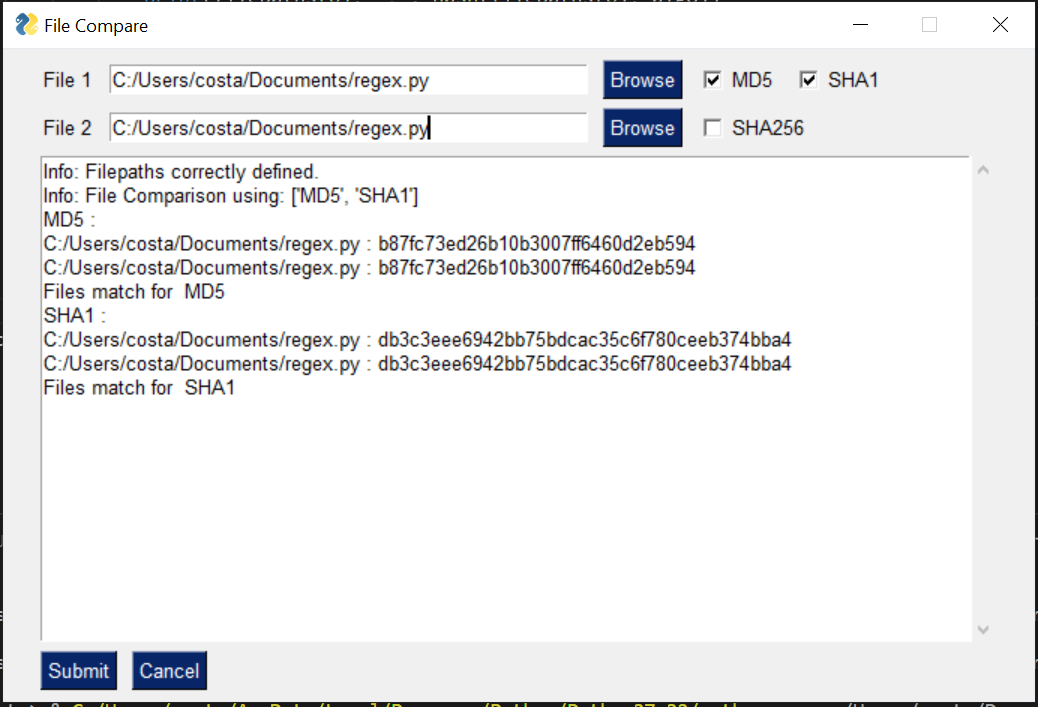 File Compare
File 1 C:/Users/costa/Documents/regex.py Browse MD5 SHA1
File 2 C:/Users/costa/Documents/regex.py Browse SHA256
Info: Filepaths correctly defined.
Info: File Comparison using: ['MD5', 'SHA1']
MD5 :
C:/Users/costa/Documents/regex.py : b87fc73ed26b10b3007ff6460d2eb594
C:/Users/costa/Documents/regex.py : b87fc73ed26b10b3007ff6460d2eb594
Files match for  MD5
SHA1 :
C:/Users/costa/Documents/regex.py : db3c3eee6942bb75bdcac35c6f780ceeb374bba4
C:/Users/costa/Documents/regex.py : db3c3eee6942bb75bdcac35c6f780ceeb374bba4
Files match for  SHA1
Submit Cancel